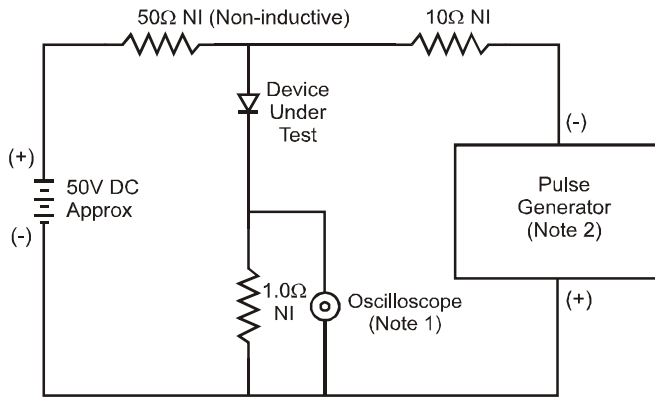 50Ω NI (Non-inductive)
10Ω NI
Device
Under
Test
(-)
(+)
50V DC
Approx
(-)
Pulse
Generator
(Note 2)
1.0Ω
NI
Oscilloscope
(Note 1)
(+)